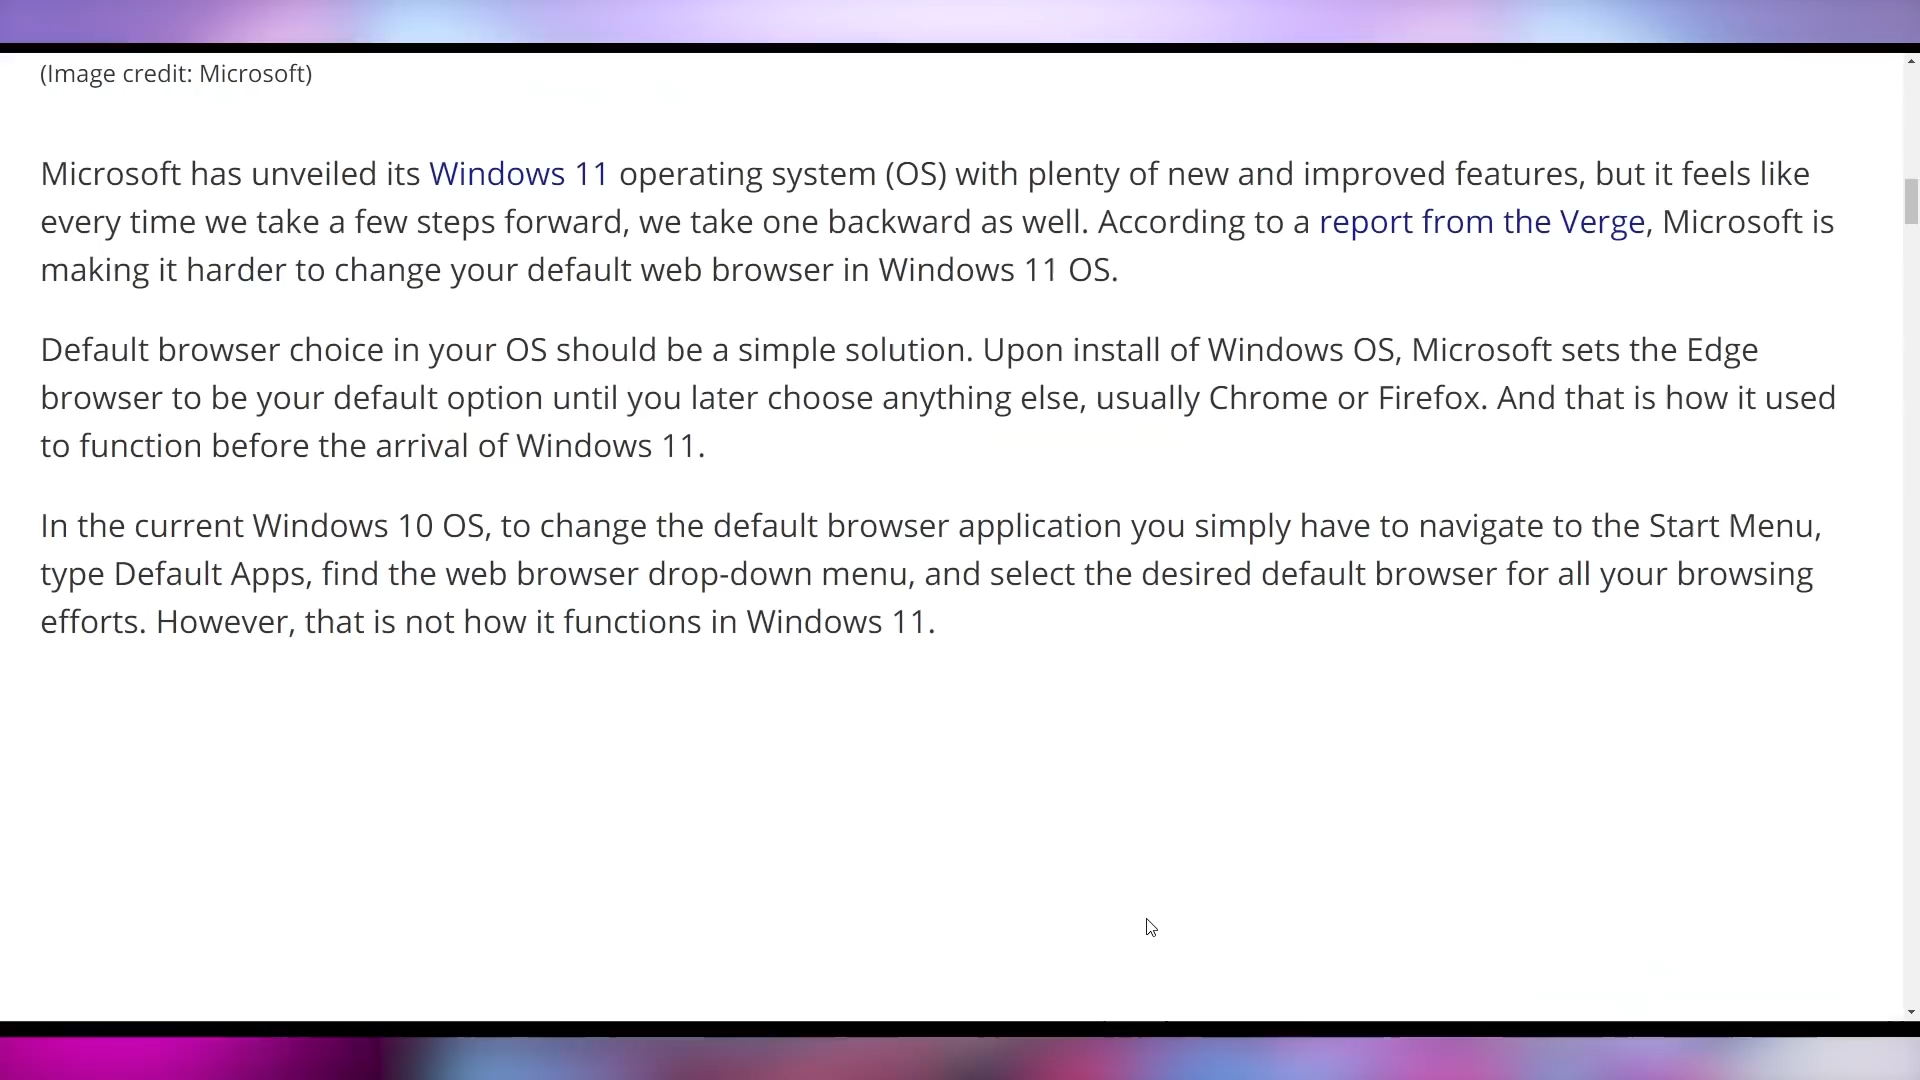 (Image credit: Microsoft)
Microsoft has unveiled its Windows 11 operating system (OS) with plenty of new and improved features, but it feels like
every time we take a few steps forward, we take one backward as well. According to a report from the Verge, Microsoft is
making it harder to change your default web browser in Windows 11 OS.
Default browser choice in your OS should be a simple solution. Upon install of Windows OS, Microsoft sets the Edge
browser to be your default option until you later choose anything else, usually Chrome or Firefox. And that is how it used
to function before the arrival of Windows 11.
In the current Windows 10 OS, to change the default browser application you simply have to navigate to the Start Menu,
type Default Apps, find the web browser drop-down menu, and select the desired default browser for all your browsing
efforts. However, that is not how it functions in Windows 11.